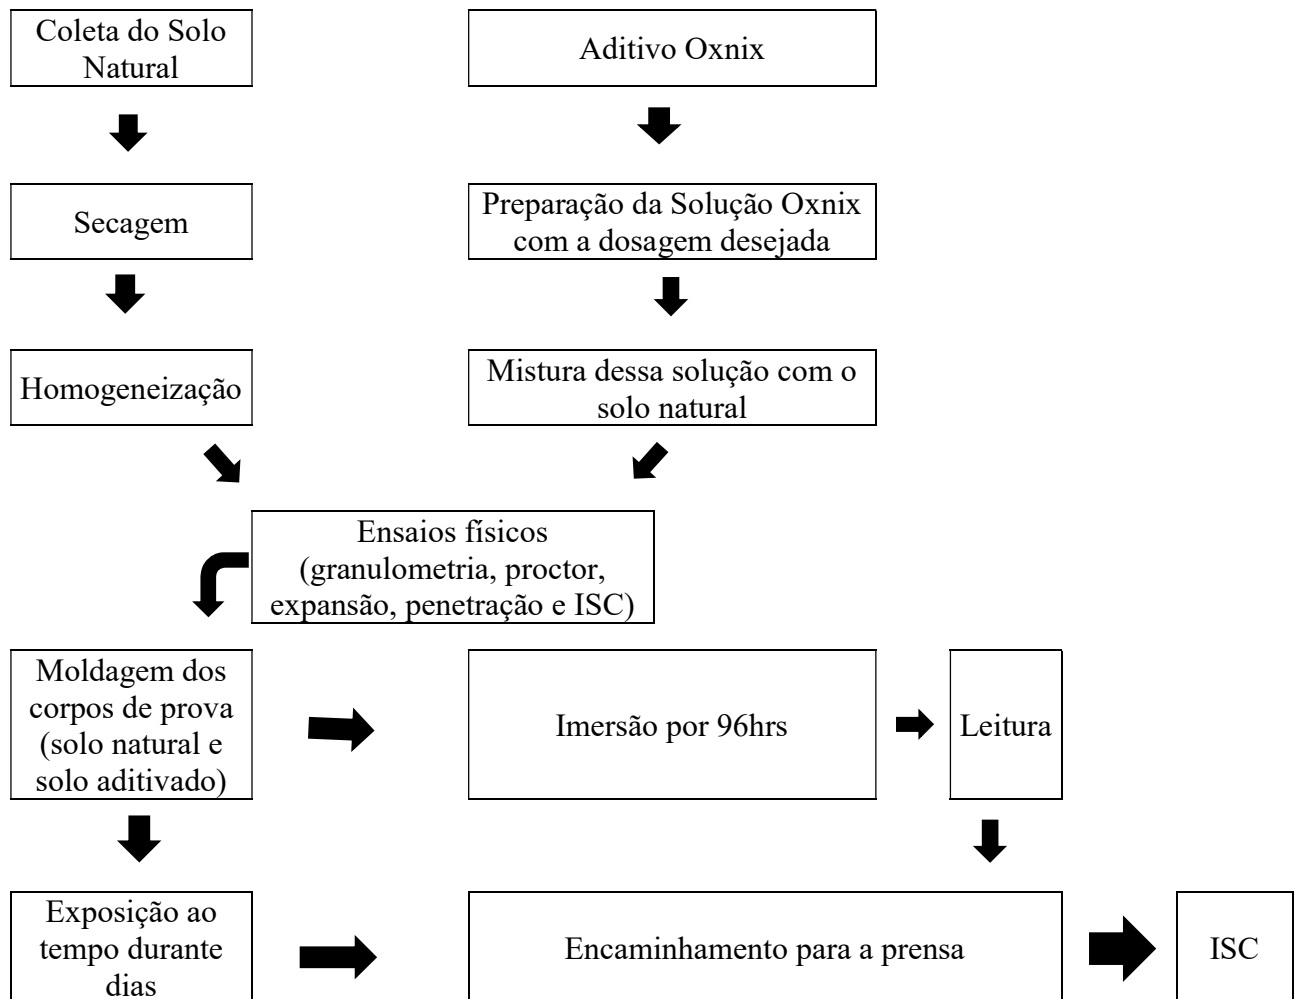 Coleta do Solo
Natural
Aditivo Oxnix
Secagem
Preparação da Solução Oxnix
com a dosagem desejada
Homogeneização
Mistura dessa solução com o
solo natural
Ensaios físicos
(granulometria, proctor,
expansão, penetração e ISC)
Moldagem dos
corpos de prova
(solo natural e
solo aditivado)
Imersão por 96hrs
Leitura
Exposição ao
tempo durante
dias
Encaminhamento para a prensa
ISC